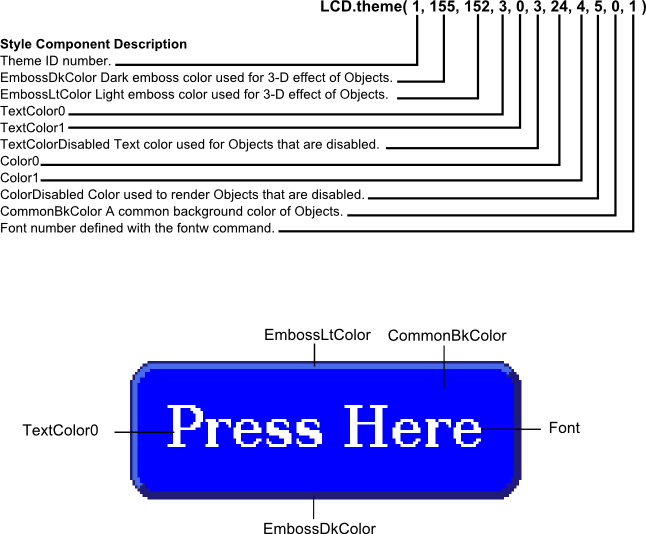 LCD.theme( 1, 155, 152, 3, 0, 3, 24, 4, 5, 0, 1 )
Style Component Description
Theme ID number.
EmbossDkColor Dark emboss color used for 3-D effect of Objects.
EmbossLtColor Light emboss color used for 3-D effect of Objects.
TextColor0
TextColor1
TextColorDisabled Text color used for Objects that are disabled.
Color0
Color1
ColorDisabled Color used to render Objects that are disabled.
CommonBkColor A common background color of Objects.
Font number defined with the fontw command.
EmbossLtColor CommonBkColor
TextColor0 Press Here Font
EmbossDkColor